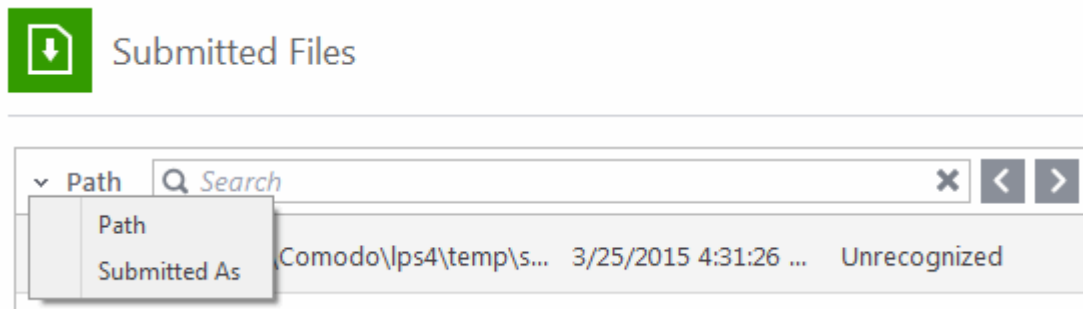 Submitted Files
Path Search
Path
\Comodo\lps4\temp\s... 3/25/2015 4:31:26 ... Unrecognized
Submitted As